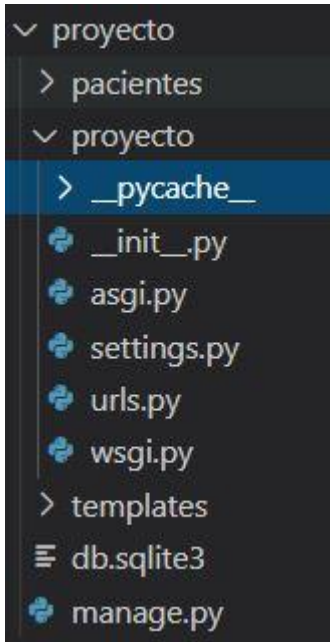 proyecto
pacientes
proyecto
__pycache__
__init__.py
asgi.py
settings.py
urls.py
wsgi.py
templates
db.sqlite3
manage.py